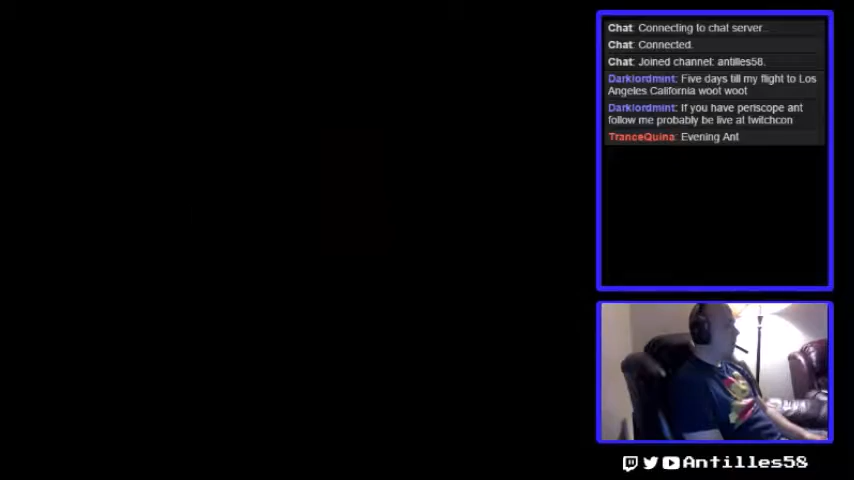 Chat: Connecting to chat server...
Chat: Connected.
Chat: Joined channel: antilles58.
Darklordmint: Five days till my flight to Los
Angeles California woot woot
Darklordmint: If you have periscope ant
follow me probably be live at twitchcon
TranceQuina: Evening Ant
Antilles58